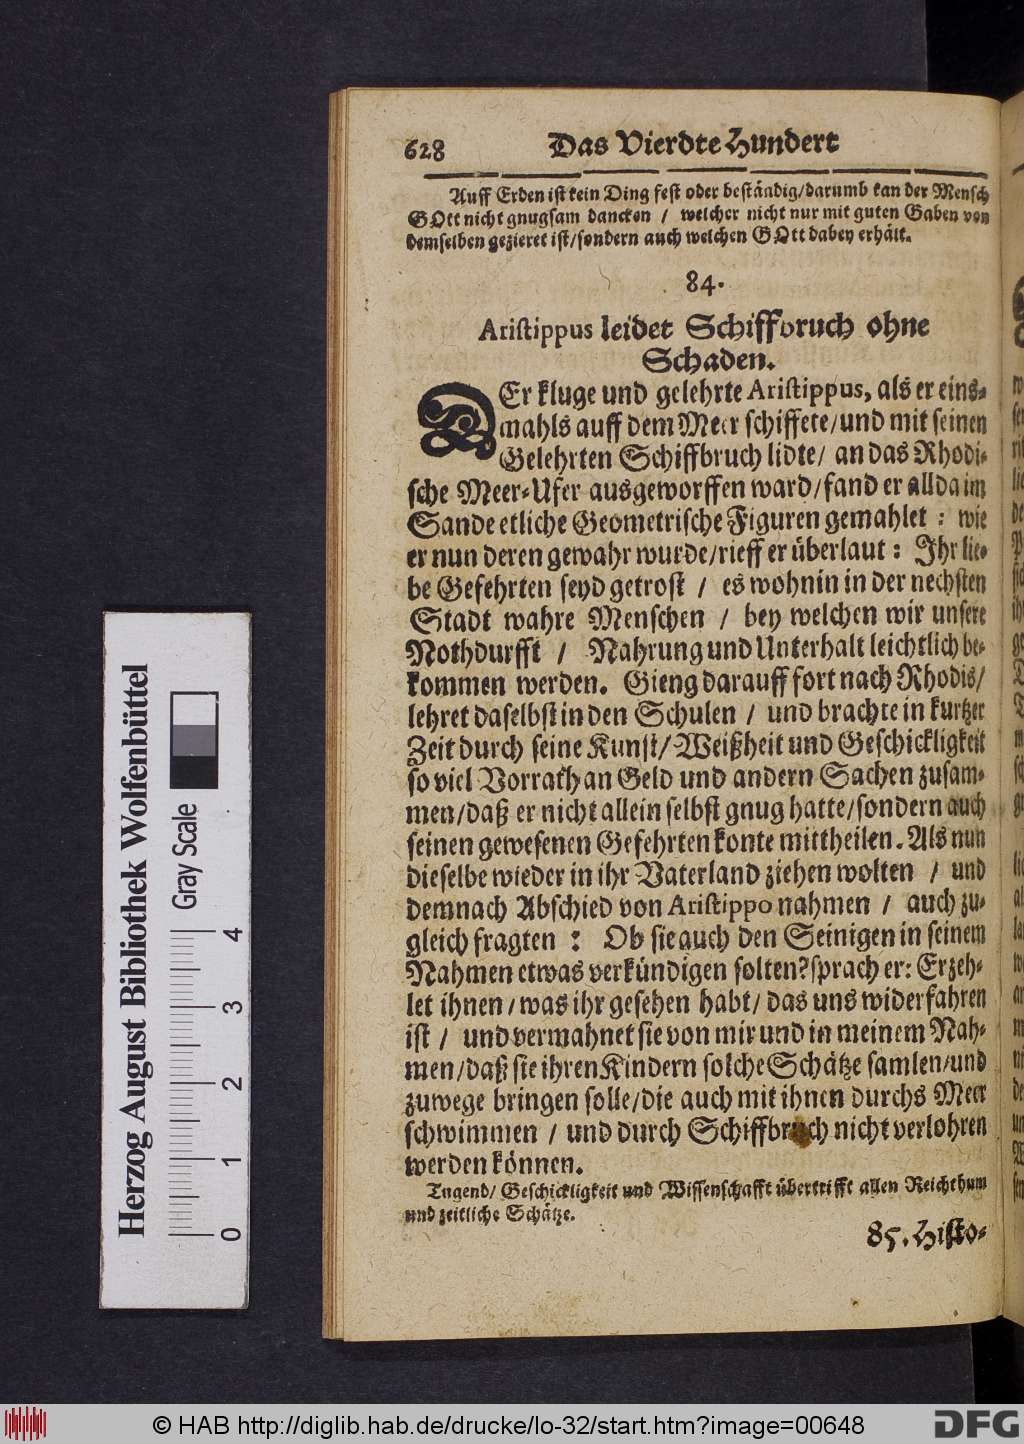 628 Das Vierdte Hundert
Auff Erden ist kein Ding fest oder beständig/darumb kan der Mensch
GOtt nicht gnugsam dancken / welcher nicht nur mit guten Gaben von
demselben gezieret ist/sondern auch welchen GOtt dabey erhält.
84.
Aristippus leidet Schiffbruch ohne
Schaden.
DEr kluge und gelehrte Aristippus, als er eins-
mahls auff dem Meer schiffete/und mit seinen
Gelehrten Schiffbruch lidte/ an das Rhodi-
sche Meer-Ufer ausgeworffen ward/fand er allda im
Sande etliche Geometrische Figuren gemahlet : wie
er nun deren gewahr wurde/rieff er überlaut : Ihr lie-
be Gefehrten seyd getrost / es wohnin in der nechsten
Stadt wahre Menschen / bey welchen wir unsere
Nothdurfft / Nahrung und Unterhalt leichtlich be-
kommen werden. Gieng darauff fort nach Rhodis/
lehret daselbst in den Schulen / und brachte in kurtzer
Zeit durch seine Kunst/Weißheit und Geschickligkeit
so viel Vorrath an Geld und andern Sachen zusam-
men/daß er nicht allein selbst gnug hatte/sondern auch
seinen gewesenen Gefehrten konte mittheilen. Als nun
dieselbe wieder in ihr Vaterland ziehen wolten / und
demnach Abschied von Aristippo nahmen / auch zu-
gleich fragten : Ob sie auch den Seinigen in seinem
Nahmen etwas verkündigen solten?sprach er: Erzeh-
let ihnen/was ihr gesehen habt/das uns widerfahren
ist / und vermahnet sie von mir und in meinem Nah-
men/daß sie ihren Kindern solche Schätze samlen/und
zuwege bringen solle/die auch mit ihnen durchs Meer
schwimmen / und durch Schiffbruch nicht verlohren
werden können.
Tugend/ Geschickligkeit und Wissenschafft übertrifft allen Reichthum
und zeitliche Schätze.
85. Histo-
Herzog August Bibliothek Wolfenbüttel
Gray Scale
0 1 2 3 4
© HAB http://diglib.hab.de/drucke/lo-32/start.htm?image=00648
DFG